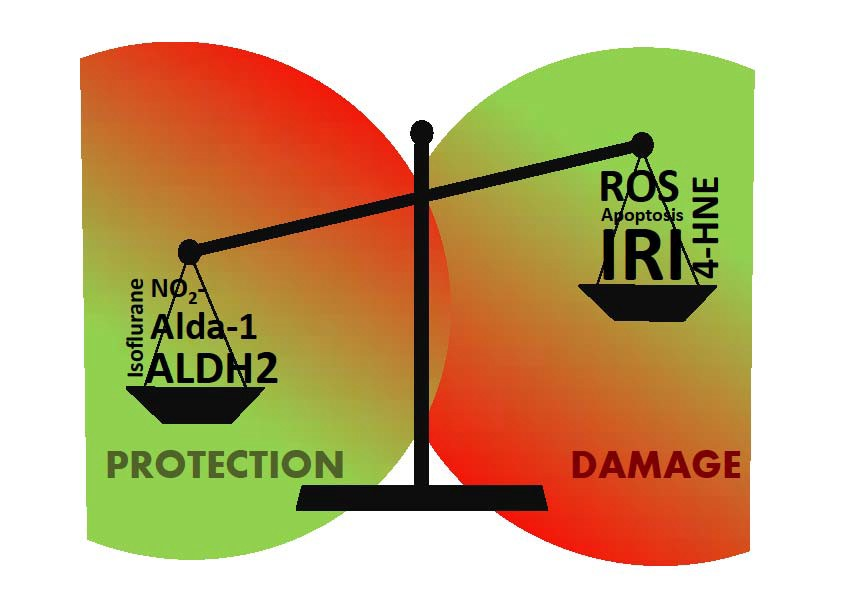 Isoflurane
NO2-
Alda-1
ALDH2
PROTECTION
ROS
Apoptosis
IRI
4-HNE
DAMAGE